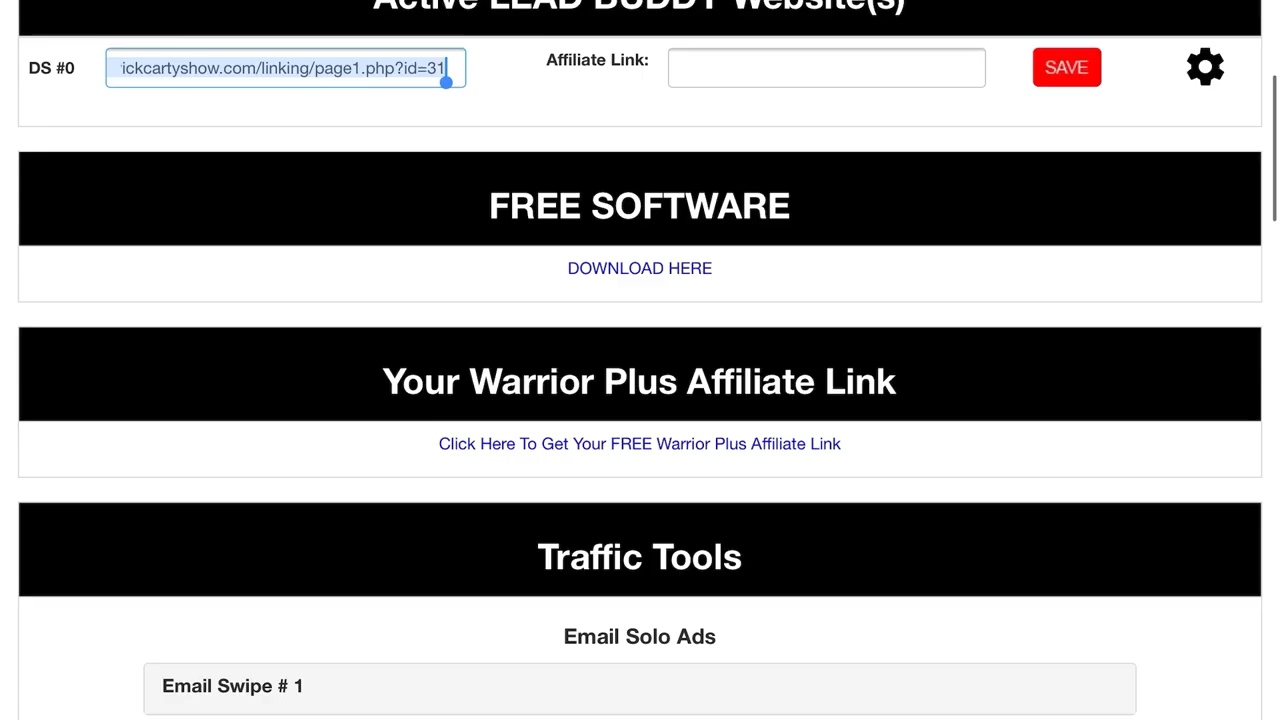 Active LEAD BUDDY Website(s)
DS #0
ickcartyshow.com/linking/page1.php?id=31
Affiliate Link:
SAVE
FREE SOFTWARE
DOWNLOAD HERE
Your Warrior Plus Affiliate Link
Click Here To Get Your FREE Warrior Plus Affiliate Link
Traffic Tools
Email Solo Ads
Email Swipe # 1